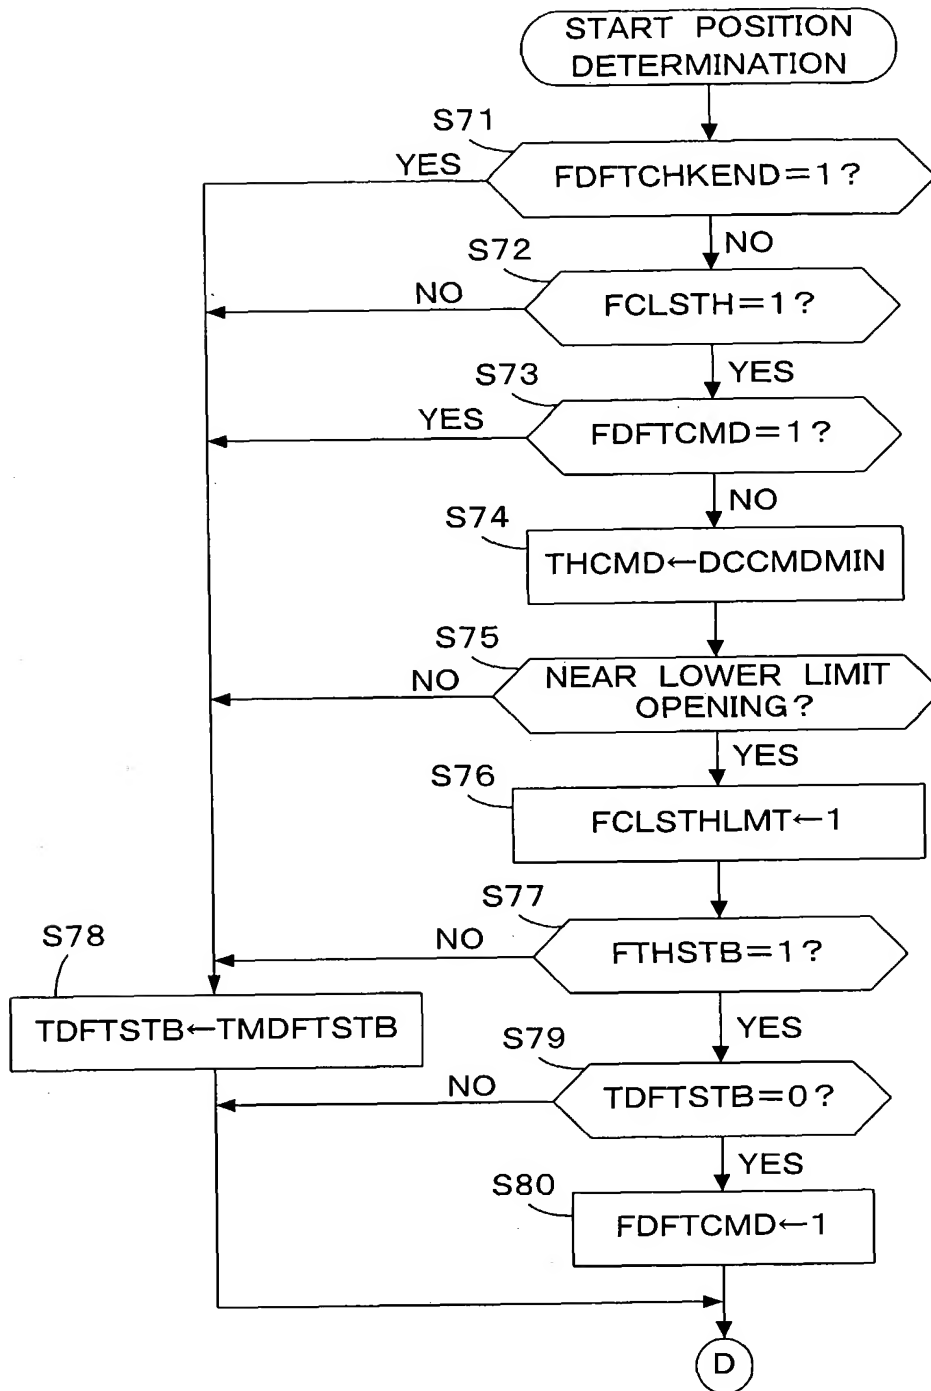 START POSITION
DETERMINATION
S71
YES
FDFTCHKEND=1?
NO
S72
NO
FCLSTH=1?
YES
S73
YES
FDFTCMD=1?
NO
S74
THCMD←DCCMDMIN
S75
NO
NEAR LOWER LIMIT
OPENING?
YES
S76
FCLSTHLMT←1
S77
NO
FTHSTB=1?
YES
S78
TDFTSTB←TMDFTSTB
S79
NO
TDFTSTB=0?
YES
S80
FDFTCMD←1
D